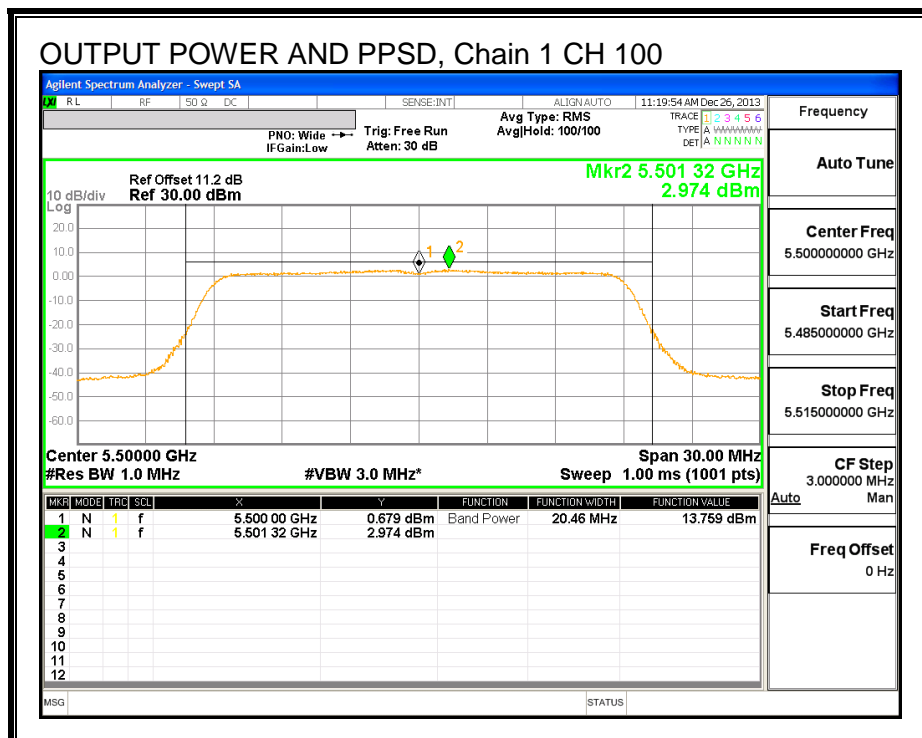 OUTPUT POWER AND PPSD, Chain 1 CH 100
Agilent Spectrum Analyzer - Swept SA
LXI RL RF 50 Ω DC SENSE:INT ALIGN AUTO 11:19:54 AM Dec 26, 2013
PNO: Wide
IFGain:Low
Trig: Free Run
Atten: 30 dB
Avg Type: RMS
Avg|Hold: 100/100
TRACE 1 2 3 4 5 6
TYPE A WWWWW
DET A N N N N N
Mkr2 5.501 32 GHz
2.974 dBm
Ref Offset 11.2 dB
10 dB/div Ref 30.00 dBm
Log
20.0
10.0
0.00
-10.0
-20.0
-30.0
-40.0
-50.0
-60.0
1
2
Center 5.50000 GHz Span 30.00 MHz
#Res BW 1.0 MHz #VBW 3.0 MHz* Sweep 1.00 ms (1001 pts)
MKR MODE TRC SCL X Y FUNCTION FUNCTION WIDTH FUNCTION VALUE
1 N 1 f 5.500 00 GHz 0.679 dBm Band Power 20.46 MHz 13.759 dBm
2 N 1 f 5.501 32 GHz 2.974 dBm
3
4
5
6
7
8
9
10
11
12
MSG STATUS
Frequency
Auto Tune
Center Freq
5.500000000 GHz
Start Freq
5.485000000 GHz
Stop Freq
5.515000000 GHz
CF Step
3.000000 MHz
Auto Man
Freq Offset
0 Hz